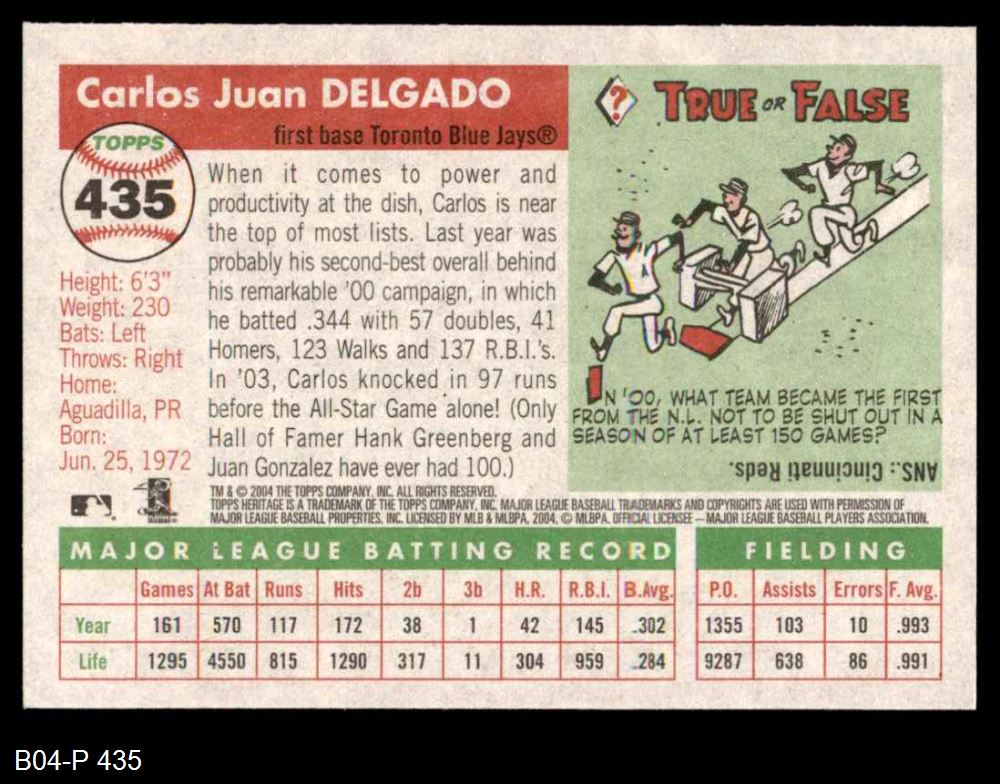 Carlos Juan DELGADO
first base Toronto Blue Jays®
TOPPS
435
Height: 6'3"
Weight: 230
Bats: Left
Throws: Right
Home:
Aguadilla, PR
Born:
Jun. 25, 1972
When it comes to power and
productivity at the dish, Carlos is near
the top of most lists. Last year was
probably his second-best overall behind
his remarkable '00 campaign, in which
he batted .344 with 57 doubles, 41
Homers, 123 Walks and 137 R.B.I.'s.
In '03, Carlos knocked in 97 runs
before the All-Star Game alone! (Only
Hall of Famer Hank Greenberg and
Juan Gonzalez have ever had 100.)
? TRUE OR FALSE
A
IN '00, WHAT TEAM BECAME THE FIRST
FROM THE N.L. NOT TO BE SHUT OUT IN A
SEASON OF AT LEAST 150 GAMES?
ANS.: Cincinnati Reds.
TM & © 2004 THE TOPPS COMPANY, INC. ALL RIGHTS RESERVED.
TOPPS HERITAGE IS A TRADEMARK OF THE TOPPS COMPANY, INC. MAJOR LEAGUE BASEBALL TRADEMARKS AND COPYRIGHTS ARE USED WITH PERMISSION OF
MAJOR LEAGUE BASEBALL PROPERTIES, INC. LICENSED BY MLB & MLBPA, 2004. © MLBPA. OFFICIAL LICENSEE – MAJOR LEAGUE BASEBALL PLAYERS ASSOCIATION.
MAJOR LEAGUE BATTING RECORD FIELDING
Games At Bat Runs Hits 2b 3b H.R. R.B.I. B.Avg. P.O. Assists Errors F. Avg.
Year 161 570 117 172 38 1 42 145 .302 1355 103 10 .993
Life 1295 4550 815 1290 317 11 304 959 .284 9287 638 86 .991
B04-P 435